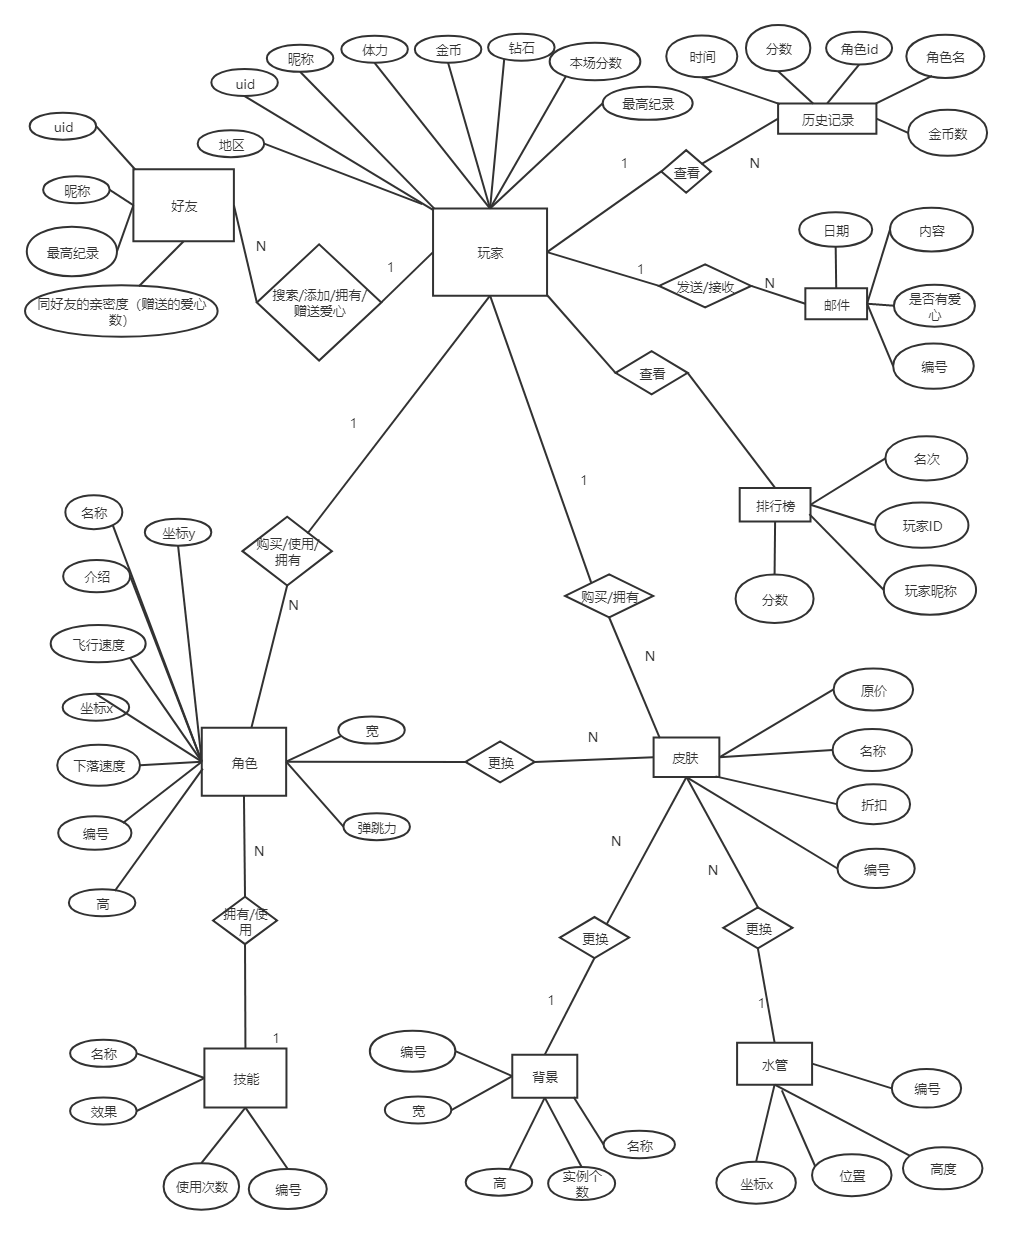 体力
金币
钻石
昵称
本场分数
uid
最高纪录
地区
时间
分数
角色id
角色名
历史记录
金币数
1
N
查看
uid
昵称
好友
最高纪录
同好友的亲密度（赠送的爱心
数）
N
搜索/添加/拥有/
赠送爱心
1
玩家
1
发送/接收
N
日期
内容
邮件
是否有爱
心
编号
查看
排行榜
名次
玩家ID
玩家昵称
分数
1
购买/使用/
拥有
N
1
购买/拥有
N
名称
坐标y
介绍
飞行速度
坐标x
下落速度
编号
高
角色
宽
弹跳力
更换
N
皮肤
原价
名称
折扣
编号
N
拥有/使
用
1
技能
名称
效果
使用次数
编号
N
更换
1
背景
编号
宽
高
实例个
数
名称
N
更换
1
水管
编号
高度
位置
坐标x